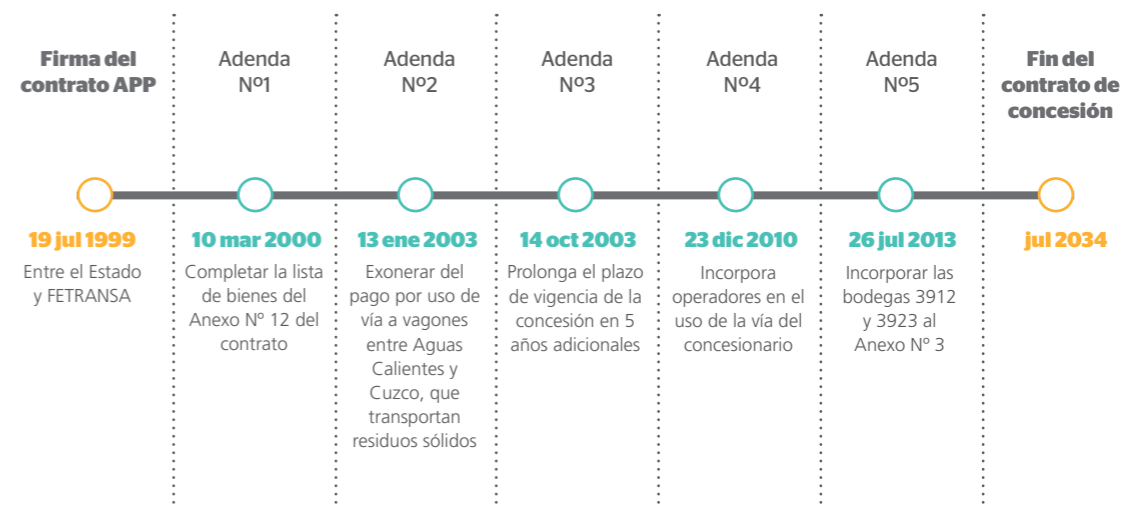 Firma del
contrato APP
19 jul 1999
Entre el Estado
y FETRANSA
Adenda
Nº1
10 mar 2000
Completar la lista
de bienes del
Anexo Nº 12 del
contrato
Adenda
Nº2
13 ene 2003
Exonerar del
pago por uso de
vía a vagones
entre Aguas
Calientes y
Cuzco, que
transportan
residuos sólidos
Adenda
Nº3
14 oct 2003
Prolonga el plazo
de vigencia de la
concesión en 5
años adicionales
Adenda
Nº4
23 dic 2010
Incorpora
operadores en el
uso de la vía del
concesionario
Adenda
Nº5
26 jul 2013
Incorporar las
bodegas 3912
y 3923 al
Anexo Nº 3
Fin del
contrato de
concesión
jul 2034